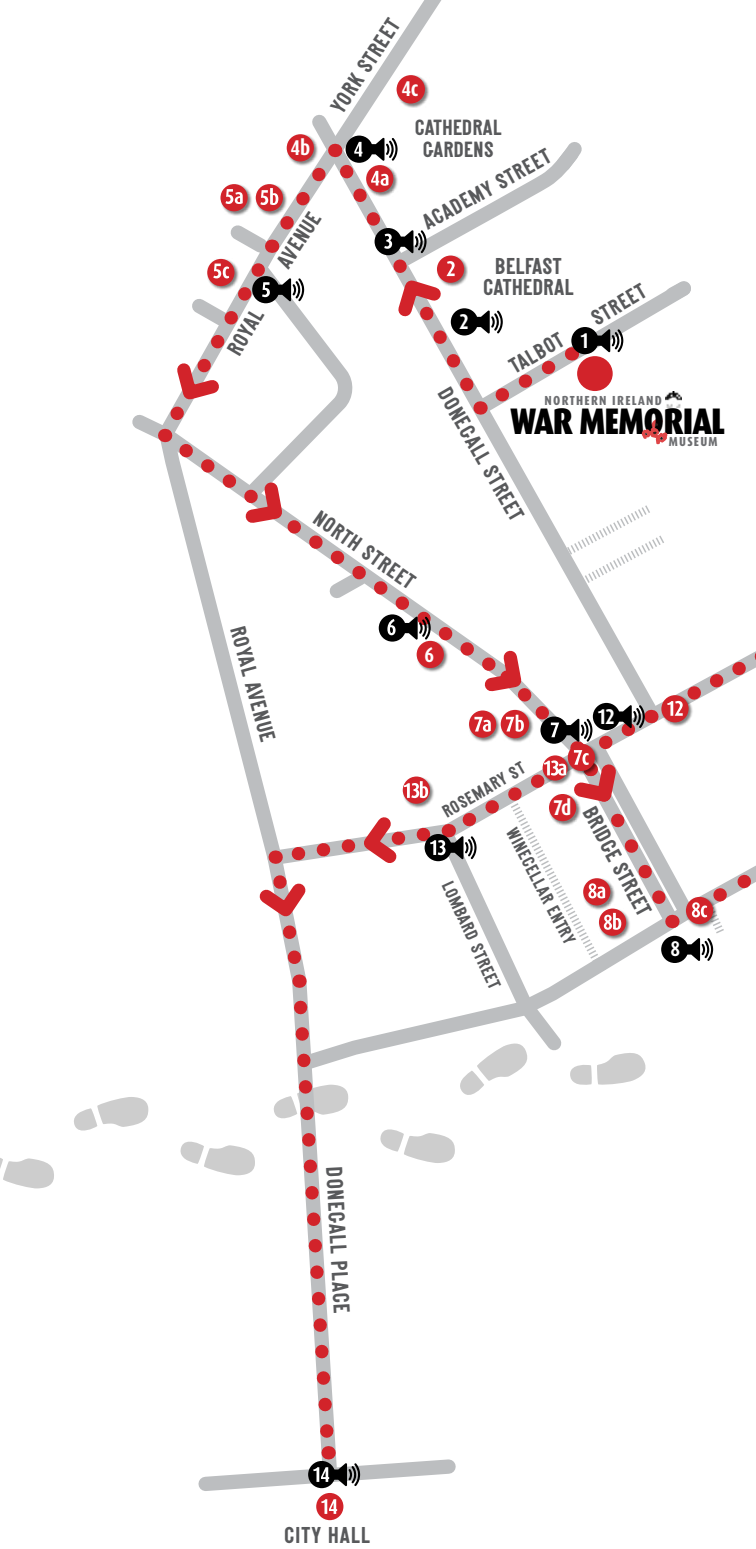 YORK STREET
4c
4b
4
CATHEDRAL
GARDENS
4a
5a
5b
ACADEMY STREET
3
AVENUE
5c
2
BELFAST
CATHEDRAL
5
ROYAL
2
STREET
TALBOT
1
NORTHERN IRELAND
WAR MEMORIAL
MUSEUM
DONEGALL STREET
NORTH STREET
6
6
ROYAL AVENUE
7a
7b
7
12
12
7c
13a
13b
ROSEMARY ST
7d
13
BRIDGE STREET
WINECELLAR ENTRY
LOMBARD STREET
8a
8b
8c
8
DONEGALL PLACE
14
14
CITY HALL